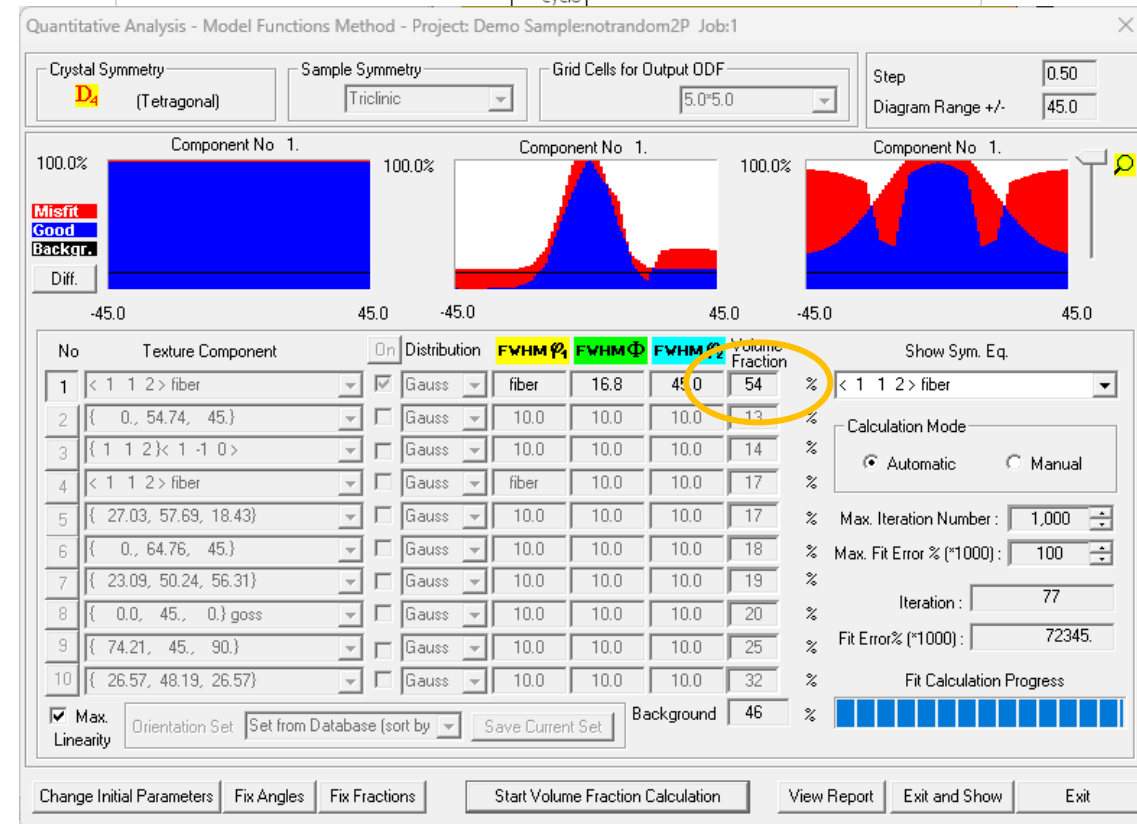 Quantitative Analysis - Model Functions Method - Project: Demo Sample:notrandom2P Job:1
Crystal Symmetry
D4 (Tetragonal)
Sample Symmetry
Triclinic
Grid Cells for Output ODF
5.0*5.0
Step 0.50
Diagram Range +/- 45.0
Component No 1. Component No 1. Component No 1.
100.0% 100.0% 100.0%
Misfit
Good
Backgr.
Diff.
-45.0 45.0 -45.0 45.0 -45.0 45.0
No Texture Component On Distribution FWHM φ1 FWHM Φ FWHM φ2 Volume Fraction Show Sym. Eq.
1 < 1 1 2 > fiber Gauss fiber 16.8 45.0 54 % < 1 1 2 > fiber
2 { 0., 54.74, 45.} Gauss 10.0 10.0 10.0 13 %
3 { 1 1 2 }< 1 -1 0 > Gauss 10.0 10.0 10.0 14 %
4 < 1 1 2 > fiber Gauss fiber 10.0 10.0 17 %
5 { 27.03, 57.69, 18.43} Gauss 10.0 10.0 10.0 17 %
6 { 0., 64.76, 45.} Gauss 10.0 10.0 10.0 18 %
7 { 23.09, 50.24, 56.31} Gauss 10.0 10.0 10.0 19 %
8 { 0.0, 45., 0.} goss Gauss 10.0 10.0 10.0 20 %
9 { 74.21, 45., 90.} Gauss 10.0 10.0 10.0 25 %
10 { 26.57, 48.19, 26.57} Gauss 10.0 10.0 10.0 32 %
Calculation Mode
Automatic Manual
Max. Iteration Number : 1,000
Max. Fit Error % (*1000) : 100
Iteration : 77
Fit Error% (*1000) : 72345.
Fit Calculation Progress
Max. Linearity
Orientation Set Set from Database (sort by Save Current Set
Background 46 %
Change Initial Parameters Fix Angles Fix Fractions Start Volume Fraction Calculation View Report Exit and Show Exit